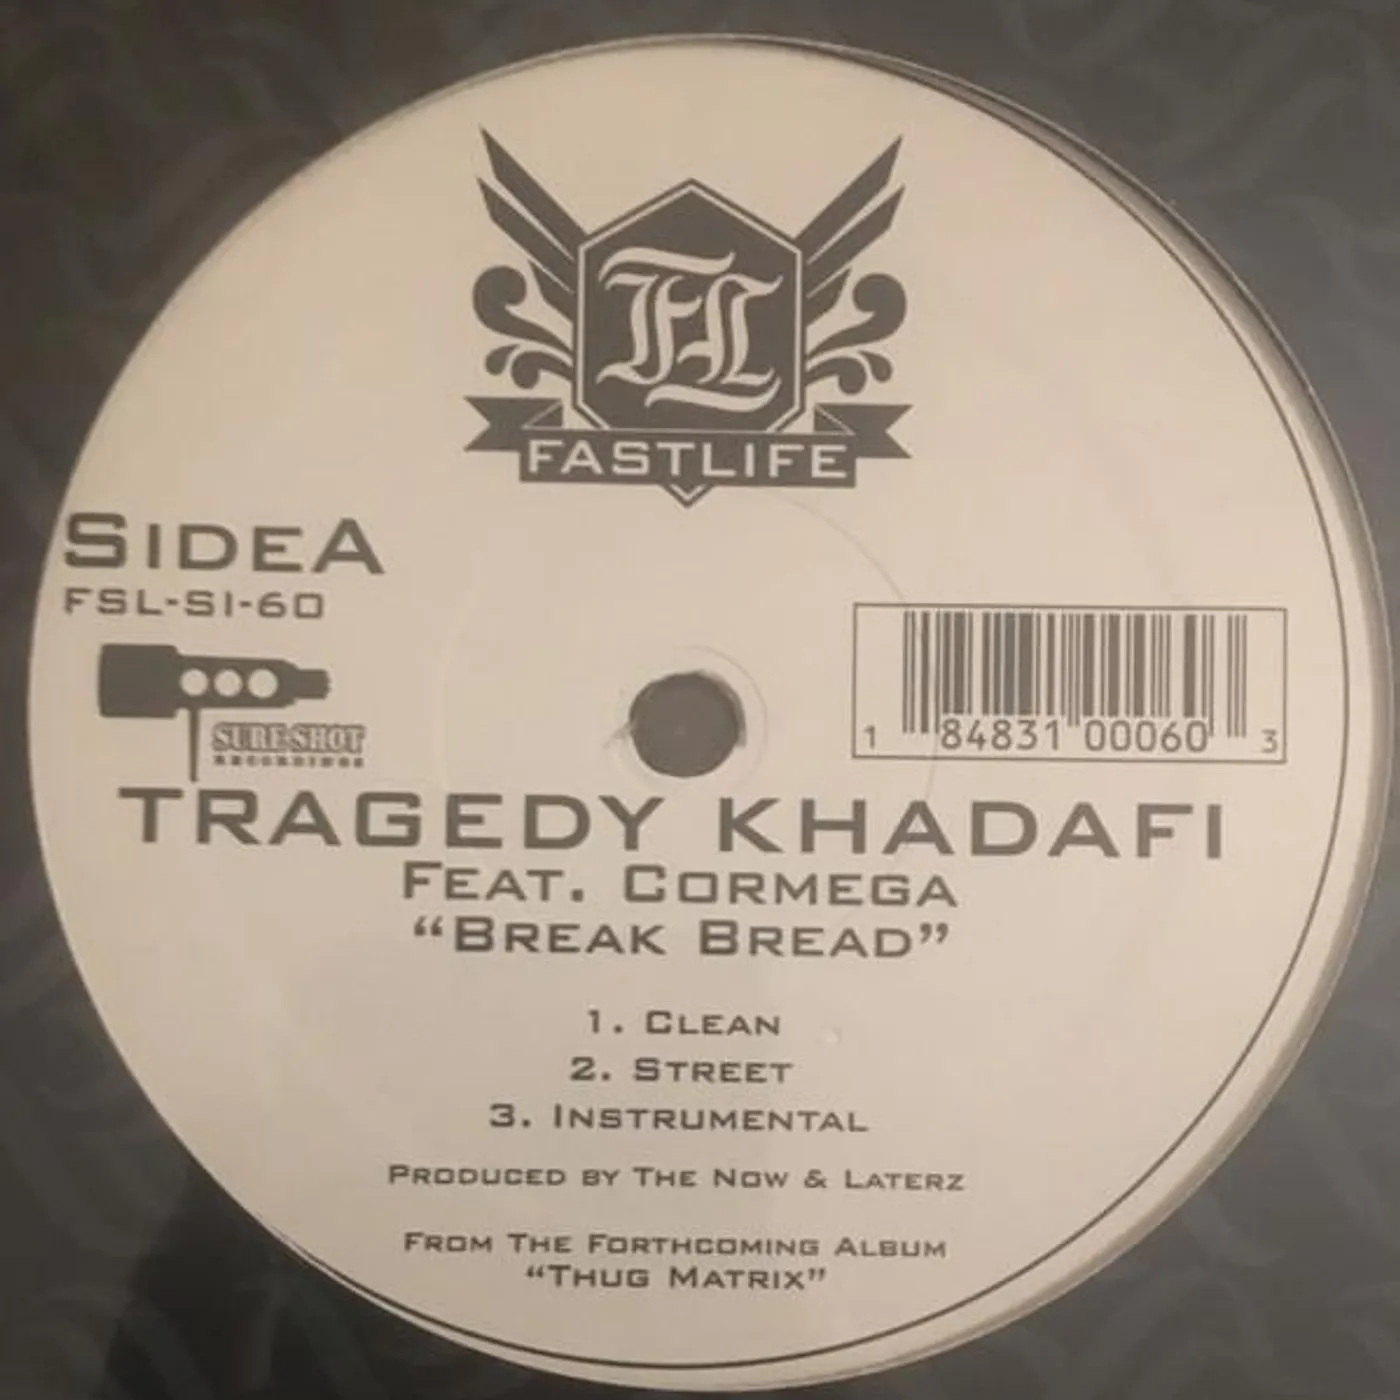 FL
FASTLIFE
SIDEA
FSL-SI-60
SURE SHOT
RECORDINGS
1 84831 00060 3
TRAGEDY KHADAFI
FEAT. CORMEGA
“BREAK BREAD”
1. CLEAN
2. STREET
3. INSTRUMENTAL
PRODUCED BY THE NOW & LATERZ
FROM THE FORTHCOMING ALBUM
“THUG MATRIX”